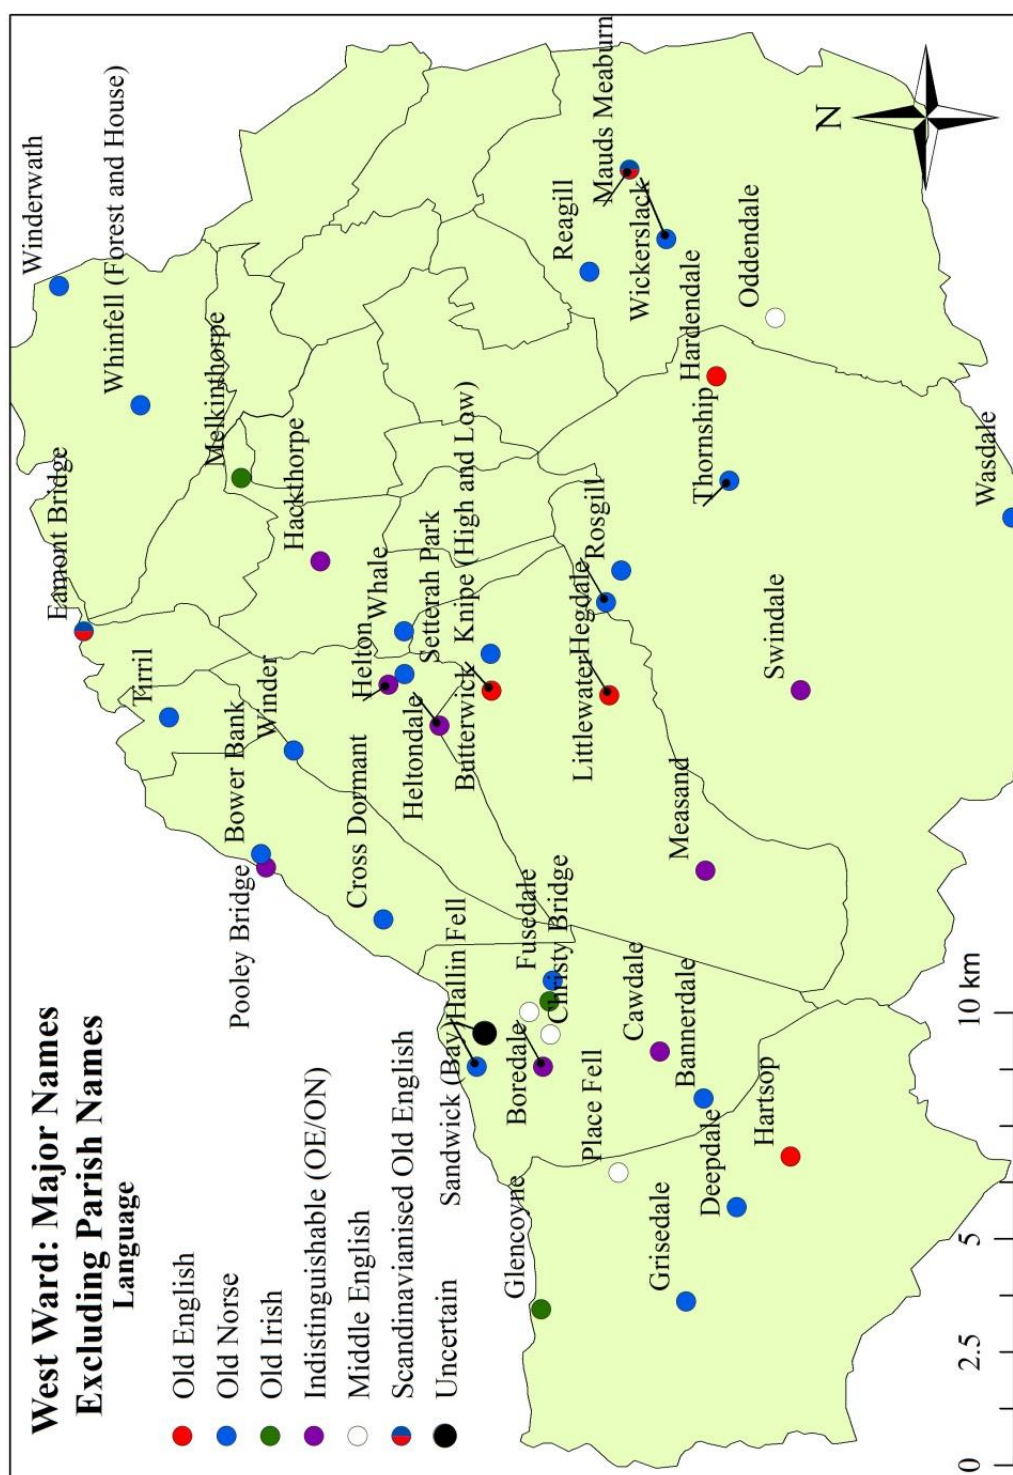 West Ward: Major Names
Excluding Parish Names
Language
Old English
Old Norse
Old Irish
Indistinguishable (OE/ON)
Middle English
Scandinavianised Old English
Uncertain
Winderwath
Whinfell (Forest and House)
Eamont Bridge
Melkinthorpe
Tirril
Hackthorpe
Winder
Bower Bank
Pooley Bridge
Whale
Helton
Setterah Park
Cross Dormant
Heltondale
Knipe (High and Low)
Butterwick
Hallin Fell
Sandwick (Bay)
Fusedale
Christy Bridge
Boredale
Glencoyne
Place Fell
Reagill
Mauds Meaburn
Wickerslack
Rosgill
Hegdale
Littlewater
Hardendale
Oddendale
Thornship
Measand
Cawdale
Bannerdale
Grisedale
Deepdale
Hartsop
Swindale
Wasdale
N
0
2.5
5
10 km